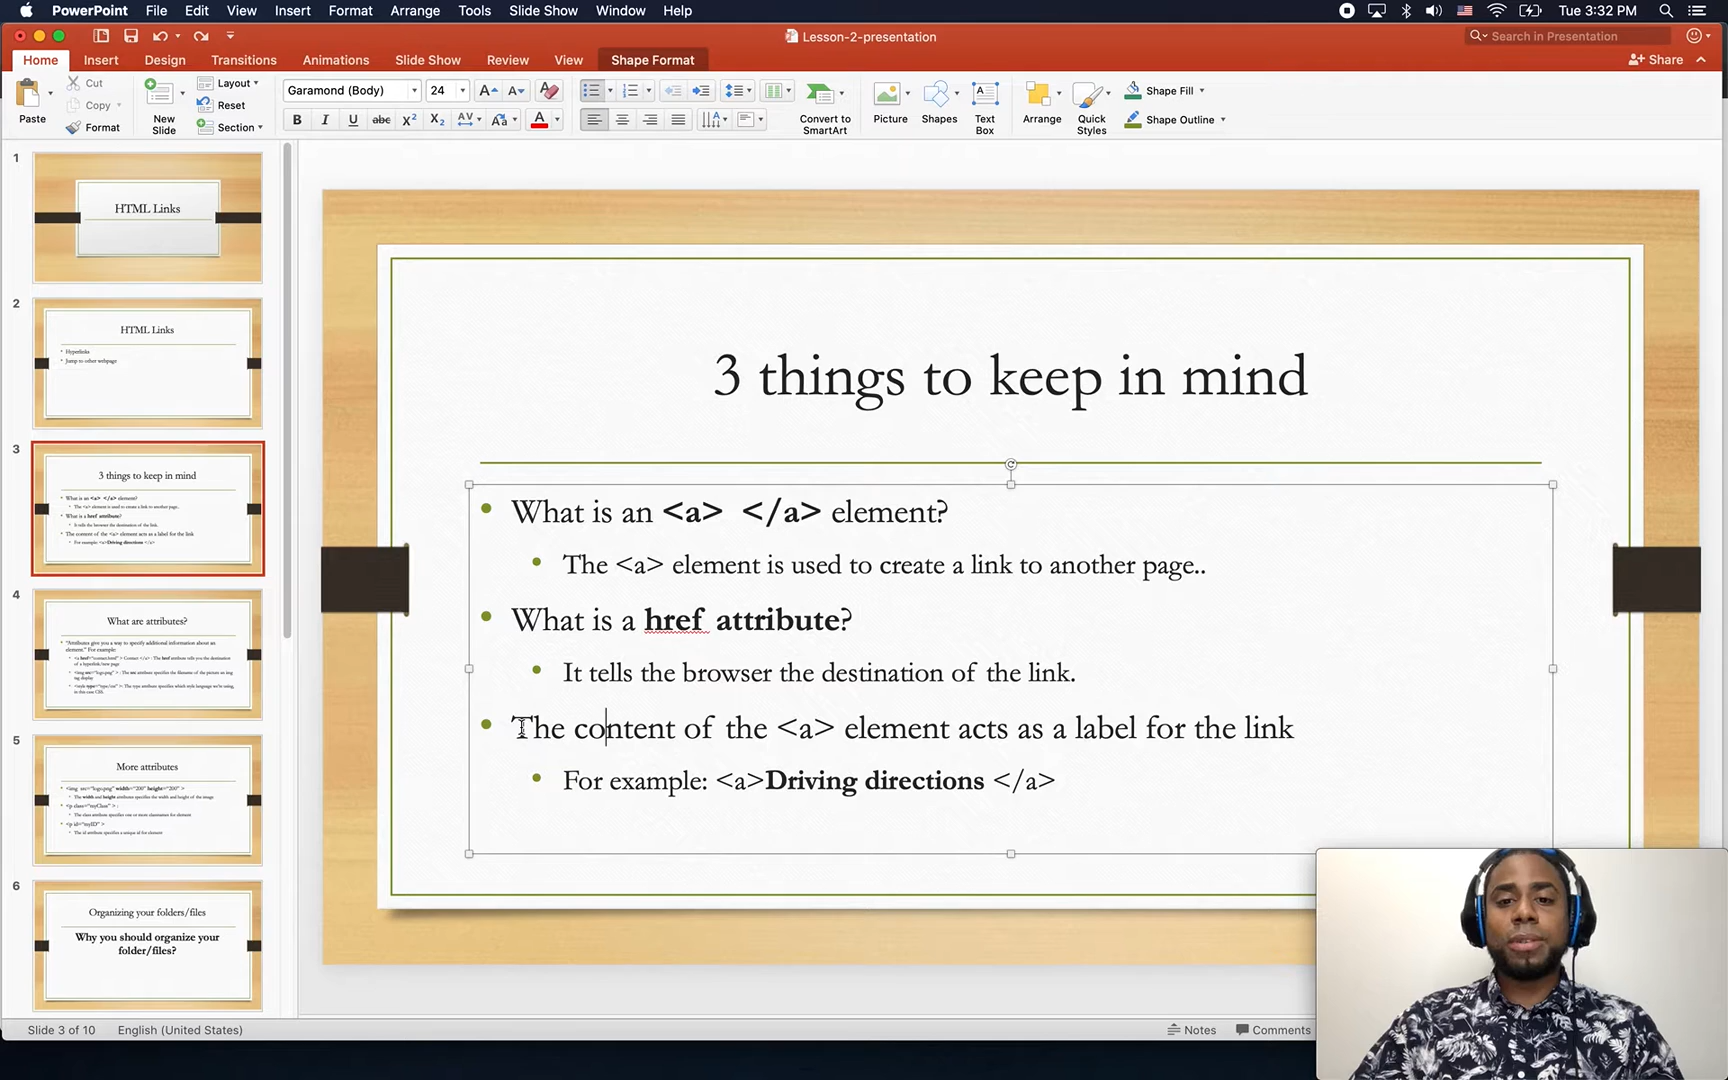 PowerPoint File Edit View Insert Format Arrange Tools Slide Show Window Help Tue 3:32 PM
Lesson-2-presentation
Search in Presentation
Home Insert Design Transitions Animations Slide Show Review View Shape Format
Share
Paste
Cut
Copy
Format
New Slide
Layout
Reset
Section
Garamond (Body) 24
Convert to SmartArt
Picture
Shapes
Text Box
Arrange
Quick Styles
Shape Fill
Shape Outline
1
HTML Links
2
HTML Links
Hyperlinks
Jump to other webpage
3
3 things to keep in mind
What is an <a> </a> element?
The <a> element is used to create a link to another page..
What is a href attribute?
It tells the browser the destination of the link.
The content of the <a> element acts as a label for the link
For example: <a>Driving directions </a>
4
What are attributes?
"Attributes give you a way to specify additional information about an
element." For example:
<a href="contact.html" > Contact </a> : The href attribute tells you the destination
of a hyperlink/new page
<img src="logo.png" > : The src attribute specifies the filename of the picture an img
tag display
<style type="type/css" >: The type attribute specifies which style language we're using,
in this case CSS.
5
More attributes
<img src="logo.png" width="200" height="200" >
The width and height attributes specifies the width and height of the image
<p class="myClass" > :
The class attribute specifies one or more classnames for element
<p id="myID" >
The id attribute specifies a unique id for element
6
Organizing your folders/files
Why you should organize your
folder/files?
3 things to keep in mind
• What is an <a>  </a> element?
• The <a> element is used to create a link to another page..
• What is a href attribute?
• It tells the browser the destination of the link.
• The content of the <a> element acts as a label for the link
• For example: <a>Driving directions </a>
Slide 3 of 10 English (United States) Notes Comments